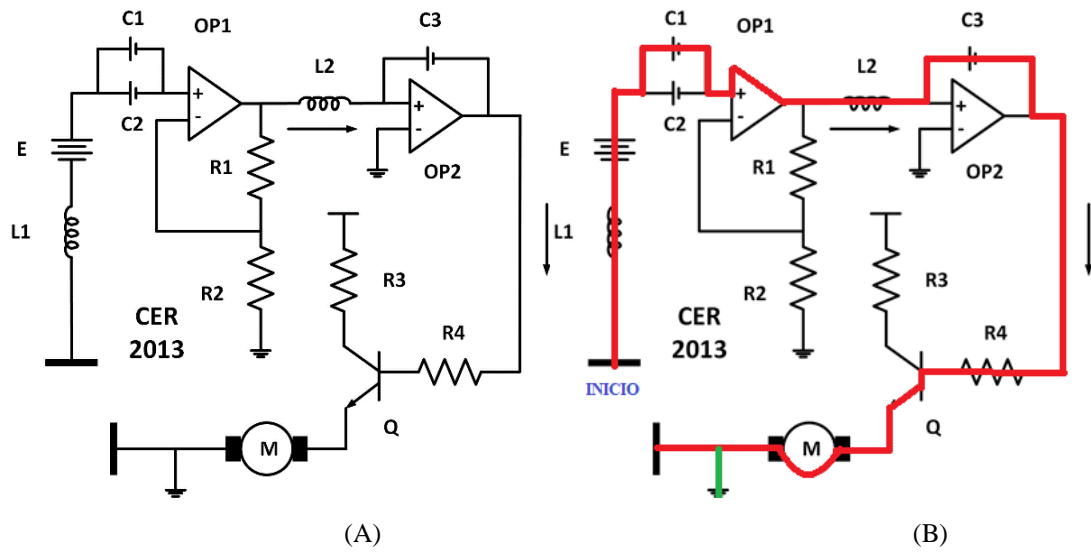 C1
OP1
C3
L2
+
-
C2
+
-
E
R1
OP2
L1
R2
R3
CER
2013
R4
Q
M
(A)
C1
OP1
C3
L2
+
-
C2
+
-
E
R1
OP2
L1
R2
R3
CER
2013
R4
INICIO
Q
M
(B)